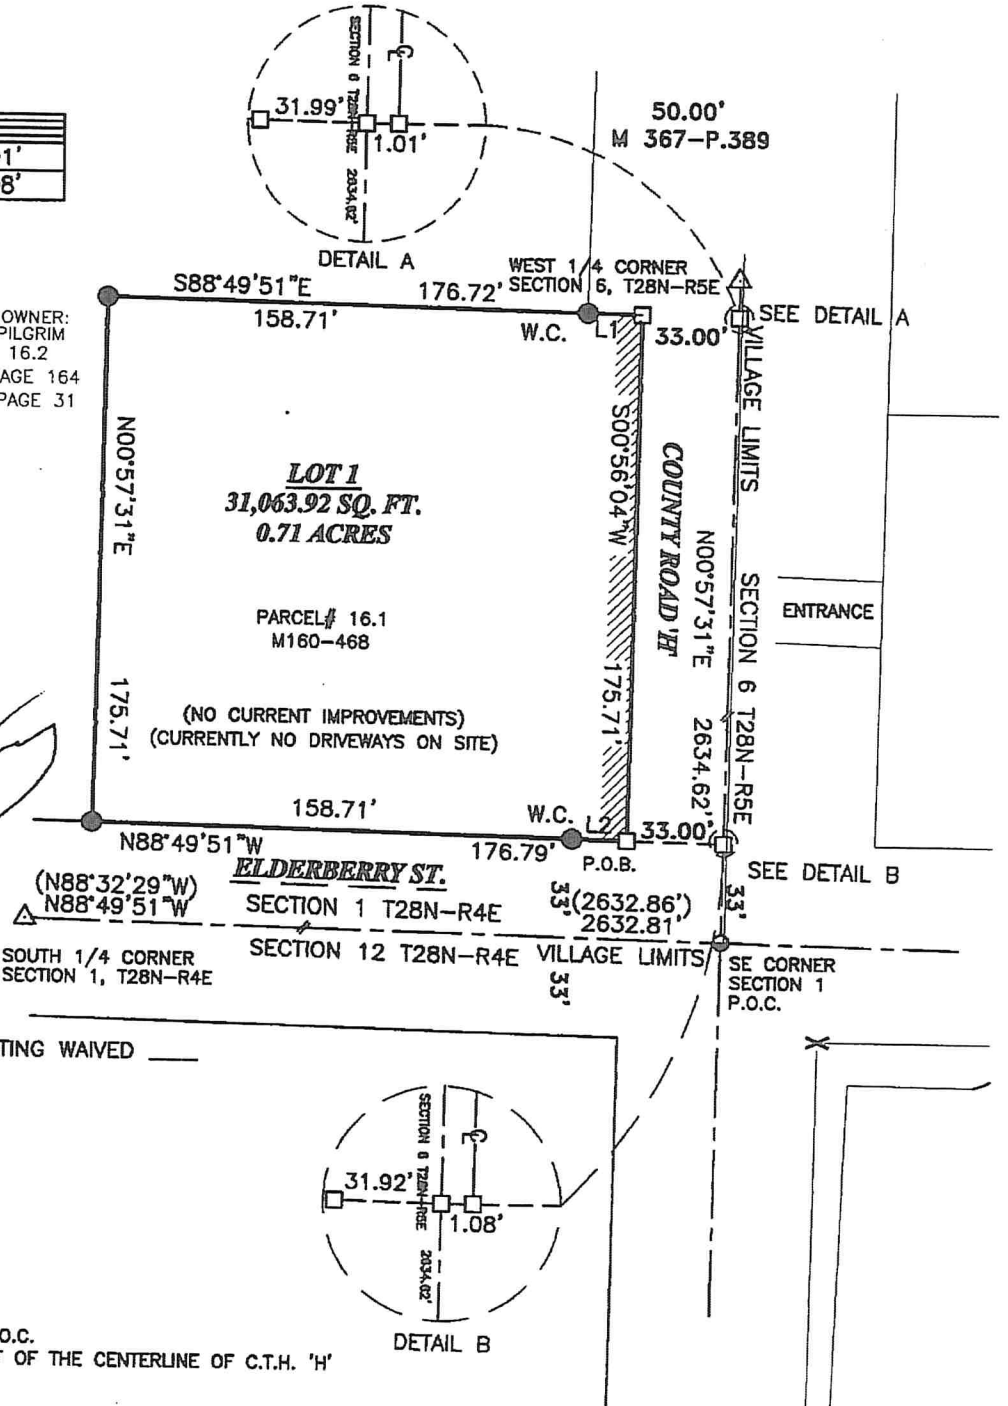 SECTION 6 T28N-R5E 2634.62'
℄
31.99'
1.01'
DETAIL A
50.00'
M 367-P.389
1'
8'
WEST 1/4 CORNER
SECTION 6, T28N-R5E
S88°49'51"E
176.72'
158.71'
W.C.
L1
33.00'
SEE DETAIL A
OWNER:
PILGRIM
16.2
AGE 164
PAGE 31
N00°57'31"E
175.71'
LOT 1
31,063.92 SQ. FT.
0.71 ACRES
PARCEL# 16.1
M160-468
(NO CURRENT IMPROVEMENTS)
(CURRENTLY NO DRIVEWAYS ON SITE)
S00°56'04"W
175.71'
COUNTY ROAD 'H'
N00°57'31"E
2634.62'
VILLAGE LIMITS
SECTION 6 T28N-R5E
ENTRANCE
158.71'
W.C.
L2
33.00'
N88°49'51"W
176.79'
P.O.B.
SEE DETAIL B
ELDERBERRY ST.
(N88°32'29"W)
N88°49'51"W
SECTION 1 T28N-R4E
33'
(2632.86')
2632.81'
33'
SOUTH 1/4 CORNER
SECTION 1, T28N-R4E
SECTION 12 T28N-R4E
VILLAGE LIMITS
33'
SE CORNER
SECTION 1
P.O.C.
TING WAIVED ____
SECTION 6 T28N-R5E 2634.62'
℄
31.92'
1.08'
DETAIL B
O.C.
OF THE CENTERLINE OF C.T.H. 'H'